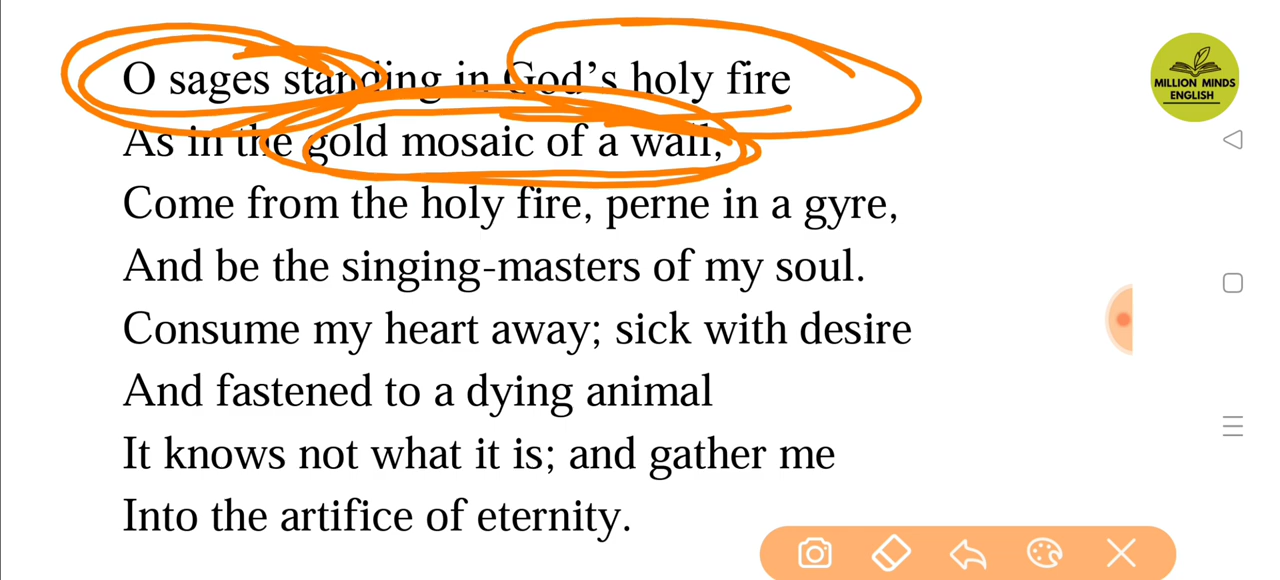 O sages standing in God's holy fire
As in the gold mosaic of a wall,
Come from the holy fire, perne in a gyre,
And be the singing-masters of my soul.
Consume my heart away; sick with desire
And fastened to a dying animal
It knows not what it is; and gather me
Into the artifice of eternity.
MILLION MINDS
ENGLISH